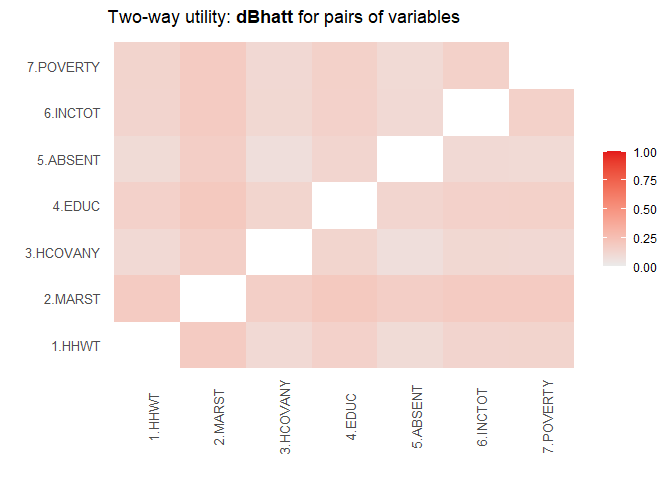 Two-way utility: dBhatt for pairs of variables
7.POVERTY
6.INCTOT
5.ABSENT
4.EDUC
3.HCOVANY
2.MARST
1.HHWT
1.HHWT
2.MARST
3.HCOVANY
4.EDUC
5.ABSENT
6.INCTOT
7.POVERTY
1.00
0.75
0.50
0.25
0.00